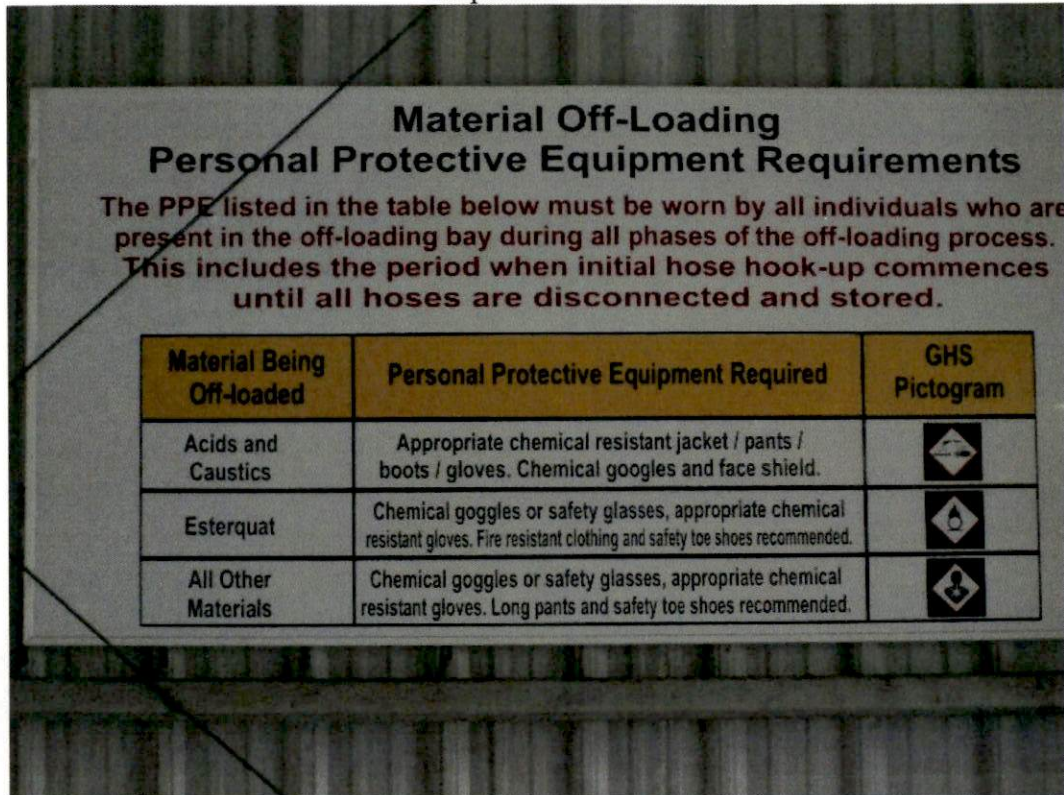 Material Off-Loading
Personal Protective Equipment Requirements
The PPE listed in the table below must be worn by all individuals who are
present in the off-loading bay during all phases of the off-loading process.
This includes the period when initial hose hook-up commences
until all hoses are disconnected and stored.
Material Being
Off-loaded
Personal Protective Equipment Required
GHS
Pictogram
Acids and
Caustics
Appropriate chemical resistant jacket / pants /
boots / gloves. Chemical googles and face shield.
Esterquat
Chemical goggles or safety glasses, appropriate chemical
resistant gloves. Fire resistant clothing and safety toe shoes recommended.
All Other
Materials
Chemical goggles or safety glasses, appropriate chemical
resistant gloves. Long pants and safety toe shoes recommended.